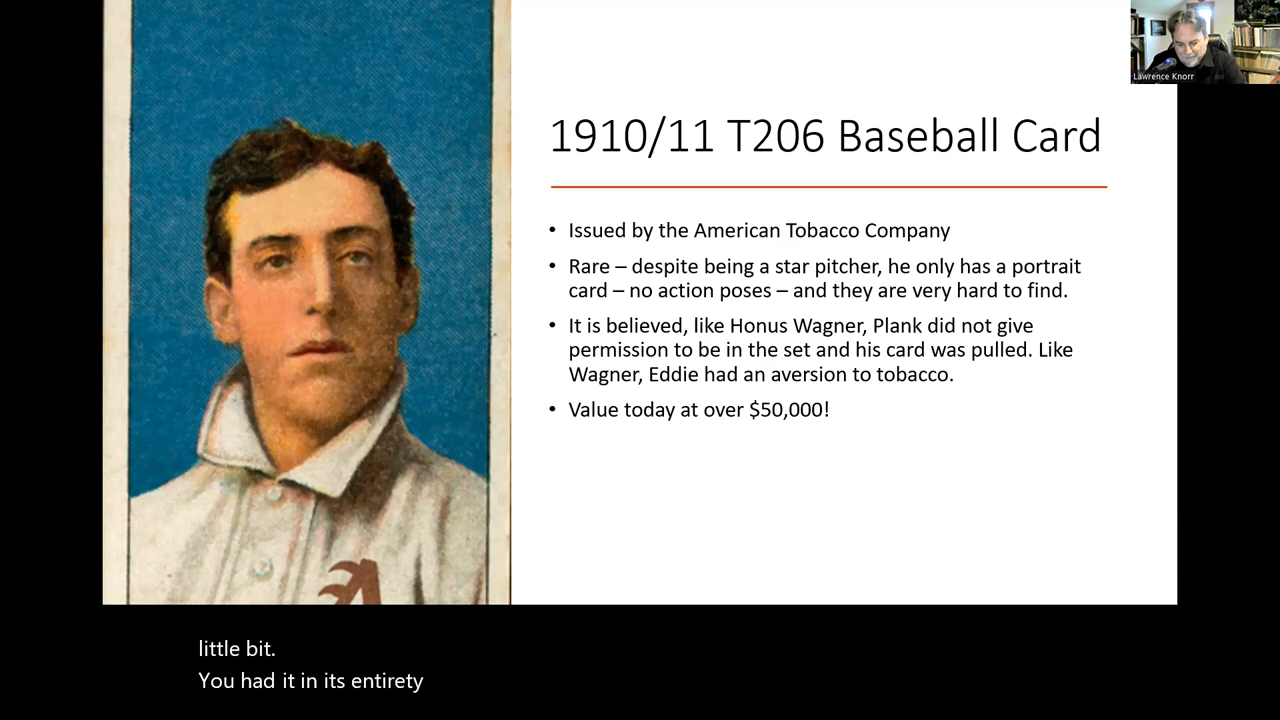 Lawrence Knorr
1910/11 T206 Baseball Card
• Issued by the American Tobacco Company
• Rare – despite being a star pitcher, he only has a portrait
card – no action poses – and they are very hard to find.
• It is believed, like Honus Wagner, Plank did not give
permission to be in the set and his card was pulled. Like
Wagner, Eddie had an aversion to tobacco.
• Value today at over $50,000!
A
little bit.
You had it in its entirety